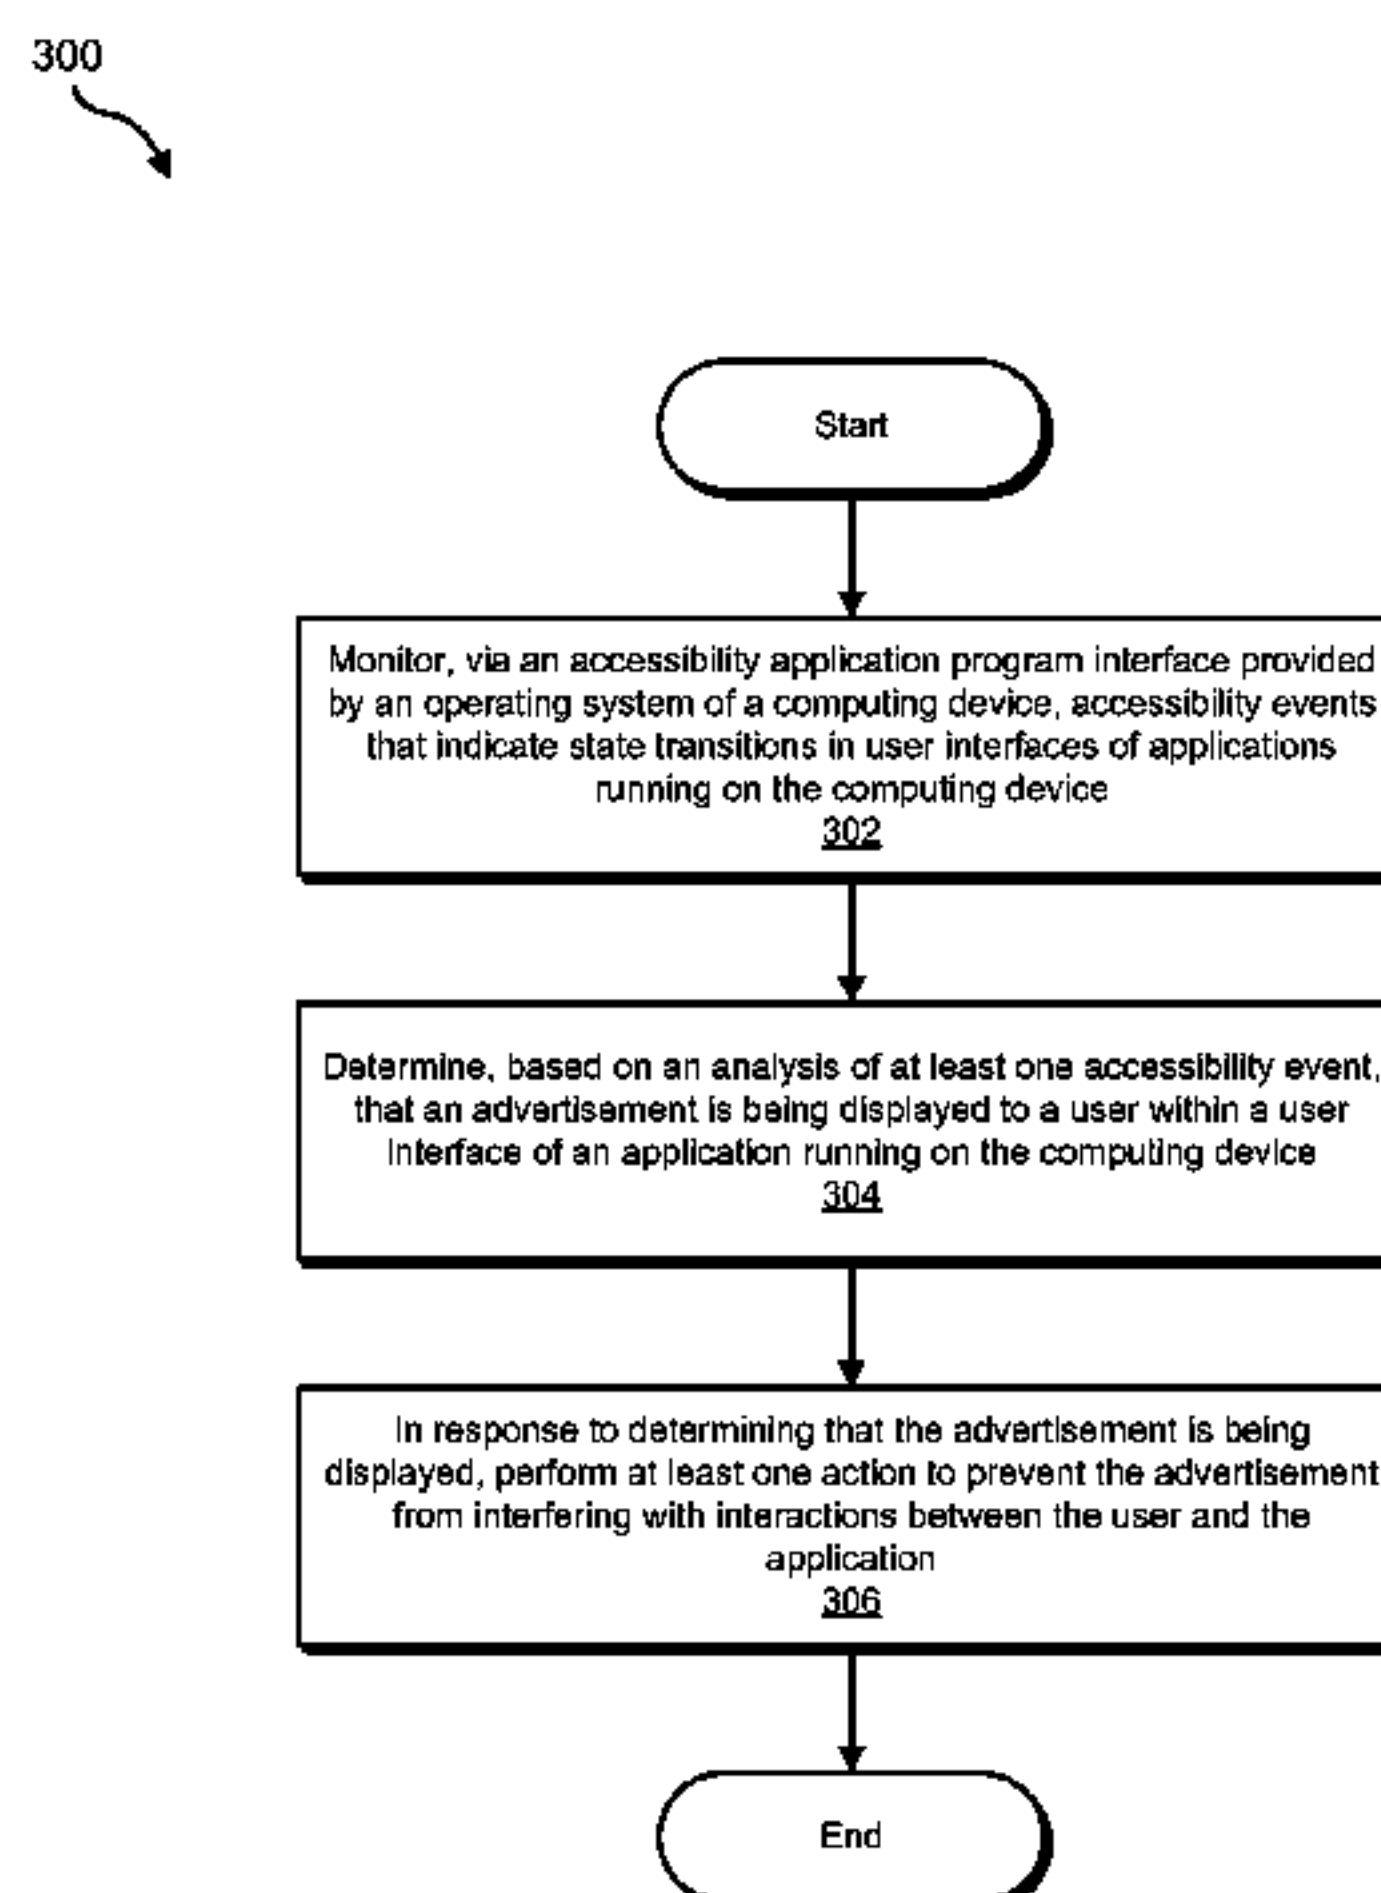 300
Start
Monitor, via an accessibility application program interface provided
by an operating system of a computing device, accessibility events
that indicate state transitions in user interfaces of applications
running on the computing device
302
Determine, based on an analysis of at least one accessibility event,
that an advertisement is being displayed to a user within a user
interface of an application running on the computing device
304
In response to determining that the advertisement is being
displayed, perform at least one action to prevent the advertisement
from interfering with interactions between the user and the
application
306
End